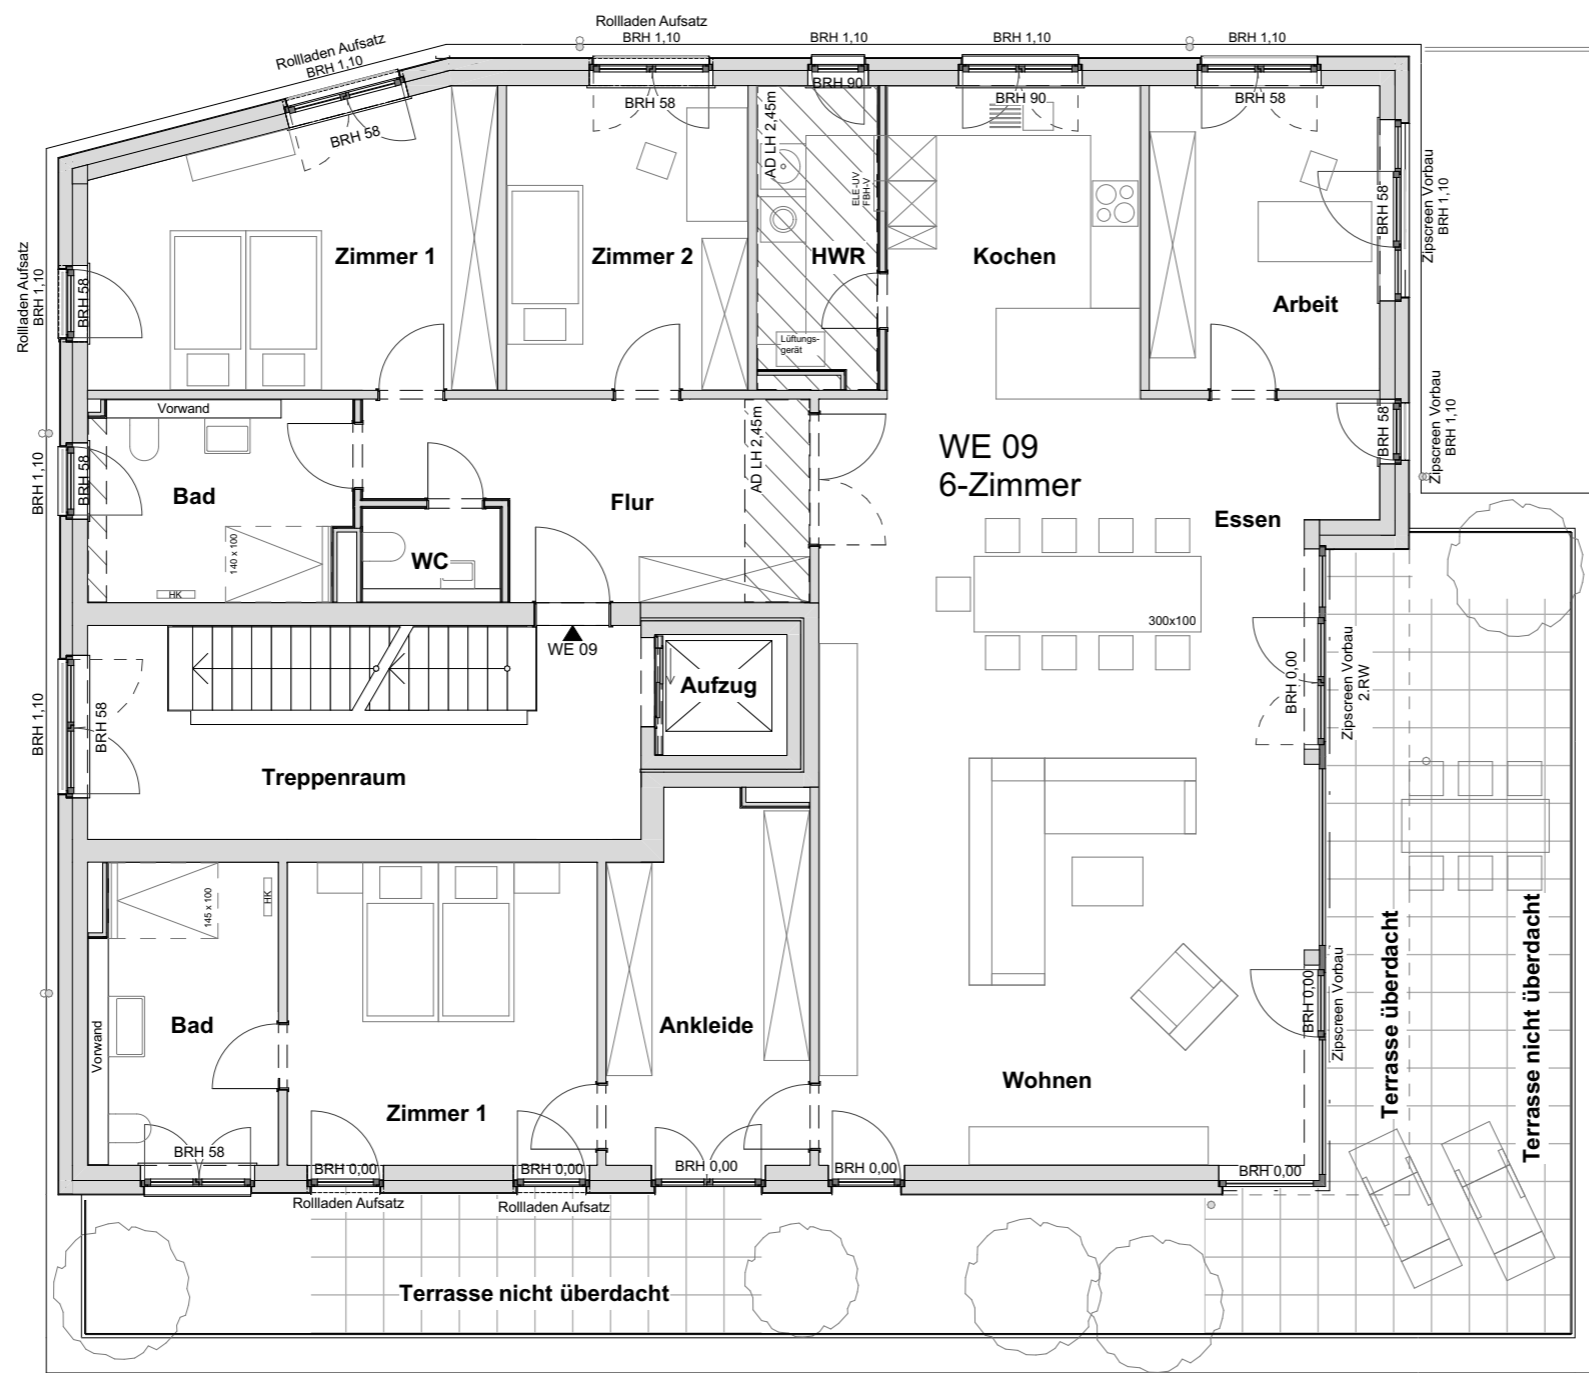 Rollladen Aufsatz
BRH 1,10
BRH 58
Rollladen Aufsatz
BRH 1,10
BRH 58
BRH 1,10
BRH 90
BRH 1,10
BRH 90
BRH 1,10
BRH 58
Zimmer 1
Zimmer 2
AD LH 2,45m
ELE-UV
FBH-V
HWR
Lüftungs-
gerät
Kochen
Arbeit
BRH 58
Zipscreen Vorbau
BRH 1,10
Rollladen Aufsatz
BRH 1,10
BRH 58
Vorwand
BRH 1,10
BRH 58
Bad
140 x 100
HK
WC
Flur
AD LH 2,45m
WE 09
6-Zimmer
Essen
BRH 58
Zipscreen Vorbau
BRH 1,10
300x100
WE 09
Aufzug
Treppenraum
BRH 1,10
BRH 58
BRH 0,00
Zipscreen Vorbau
2.RW
145 x 100
HK
Vorwand
Bad
BRH 58
Zimmer 1
Ankleide
Wohnen
BRH 0,00
Zipscreen Vorbau
Terrasse überdacht
Terrasse nicht überdacht
BRH 0,00
BRH 0,00
BRH 0,00
BRH 0,00
BRH 0,00
Rollladen Aufsatz
Rollladen Aufsatz
Terrasse nicht überdacht